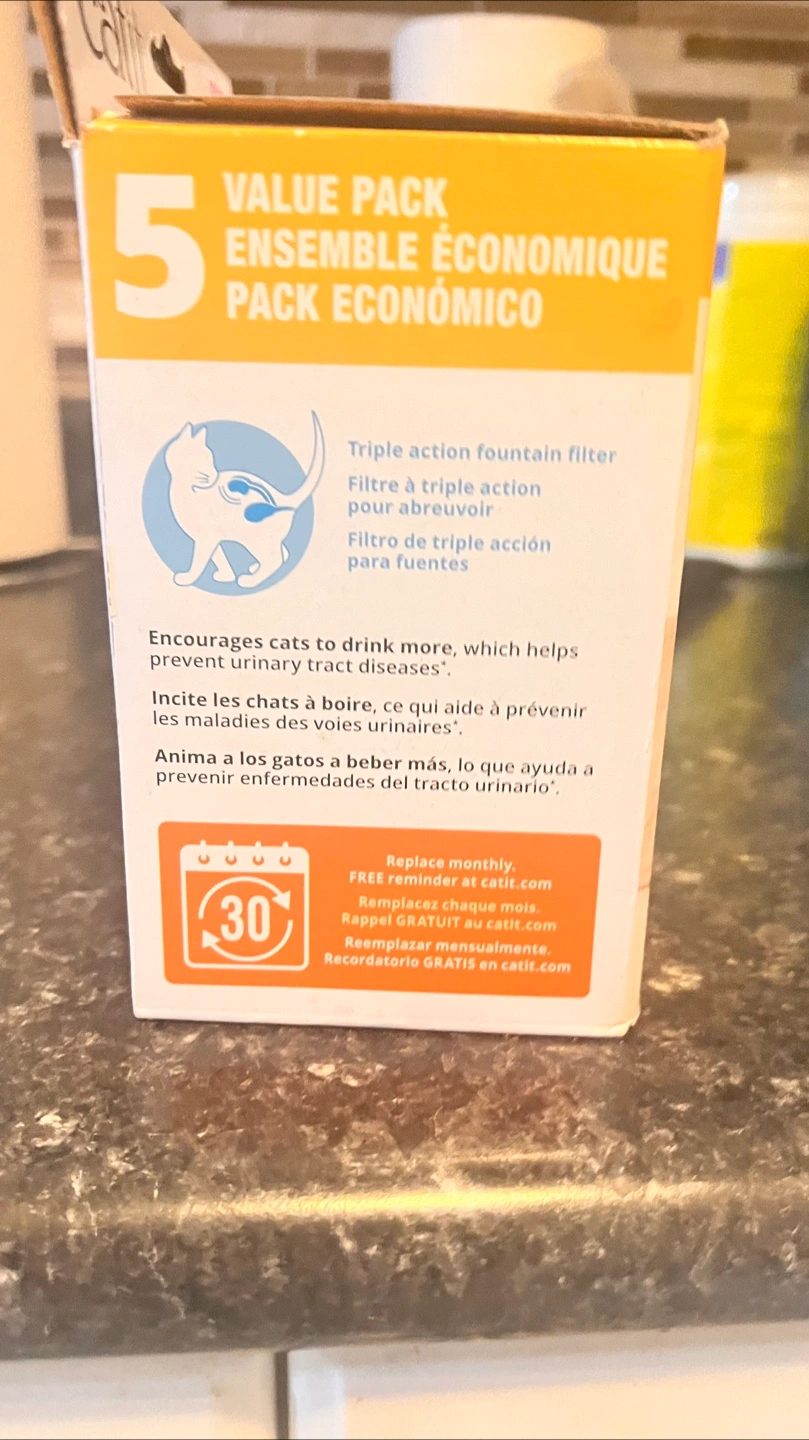 Catit
5
VALUE PACK
ENSEMBLE ÉCONOMIQUE
PACK ECONÓMICO
Triple action fountain filter
Filtre à triple action
pour abreuvoir
Filtro de triple acción
para fuentes
Encourages cats to drink more, which helps
prevent urinary tract diseases*.
Incite les chats à boire, ce qui aide à prévenir
les maladies des voies urinaires*.
Anima a los gatos a beber más, lo que ayuda a
prevenir enfermedades del tracto urinario*.
30
Replace monthly.
FREE reminder at catit.com
Remplacez chaque mois.
Rappel GRATUIT au catit.com
Reemplazar mensualmente.
Recordatorio GRATIS en catit.com